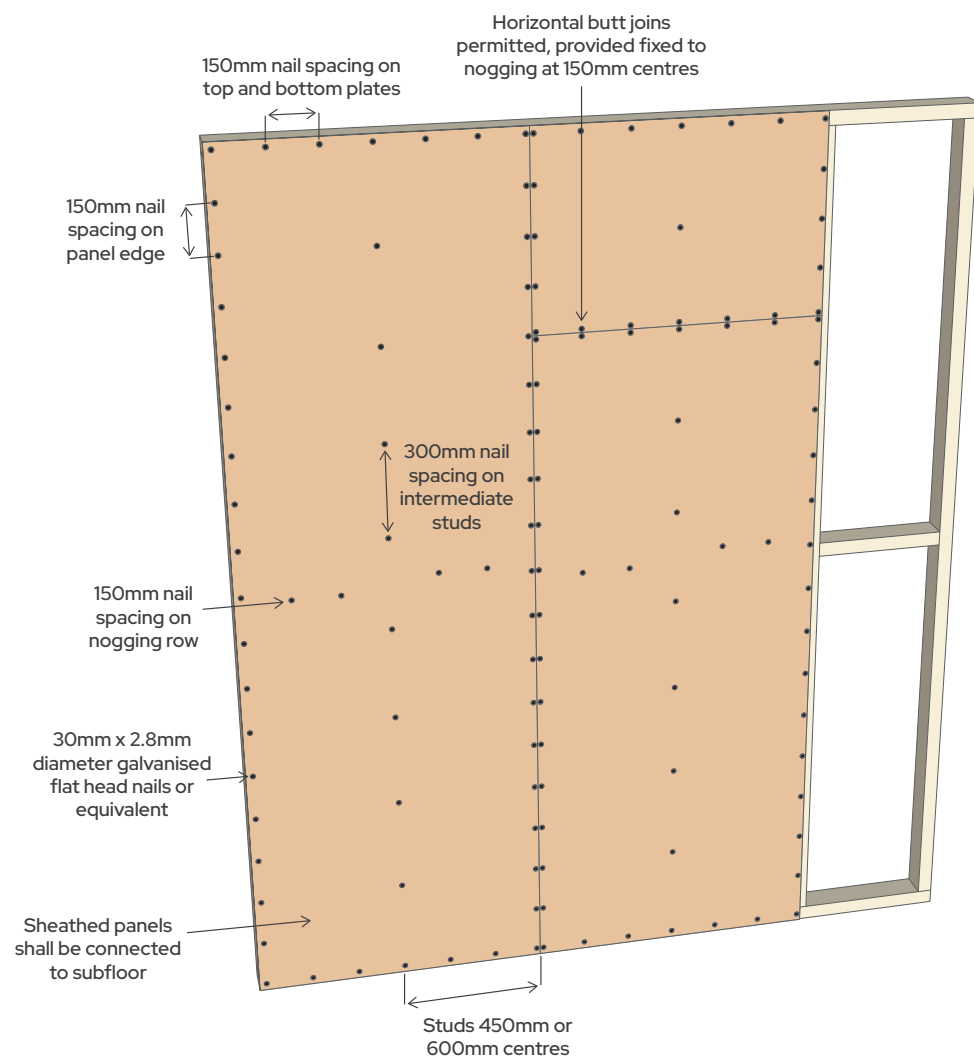 Horizontal butt joins
permitted, provided fixed to
nogging at 150mm centres
150mm nail spacing on
top and bottom plates
150mm nail
spacing on
panel edge
300mm nail
spacing on
intermediate
studs
150mm nail
spacing on
nogging row
30mm x 2.8mm
diameter galvanised
flat head nails or
equivalent
Sheathed panels
shall be connected
to subfloor
Studs 450mm or
600mm centres